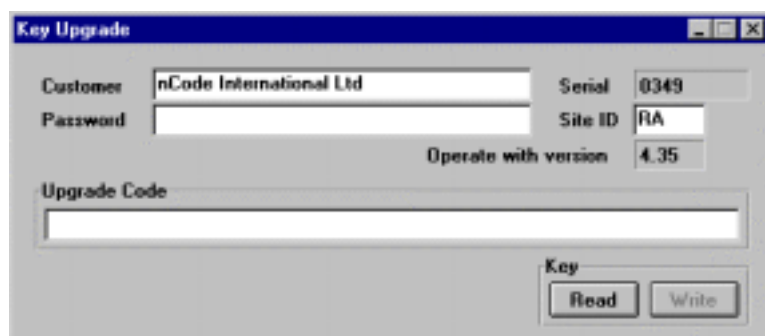 Key Upgrade
Customer nCode International Ltd Serial 0349
Password Site ID RA
Operate with version 4.35
Upgrade Code
Key
Read Write